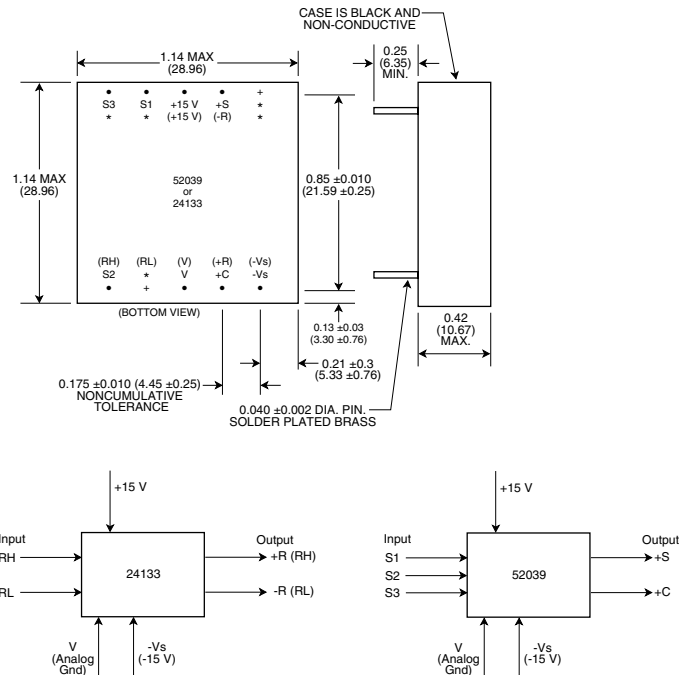 CASE IS BLACK AND
NON-CONDUCTIVE
1.14 MAX
(28.96)
0.25
(6.35)
MIN.
S3 S1 +15 V +S *
* * (+15 V) (-R) *
+
1.14 MAX
(28.96)
52039
or
24133
0.85 ±0.010
(21.59 ±0.25)
(RH) (RL) (V) (+R) (-Vs)
S2 * V +C -Vs
+
(BOTTOM VIEW)
0.13 ±0.03
(3.30 ±0.76)
0.42
(10.67)
MAX.
0.21 ±0.3
(5.33 ±0.76)
0.175 ±0.010 (4.45 ±0.25)
NONCUMULATIVE
TOLERANCE
0.040 ±0.002 DIA. PIN.
SOLDER PLATED BRASS
+15 V
Input
RH
RL
24133
Output
+R (RH)
-R (RL)
V
(Analog
Gnd)
-Vs
(-15 V)
+15 V
Input
S1
S2
S3
52039
Output
+S
+C
V
(Analog
Gnd)
-Vs
(-15 V)